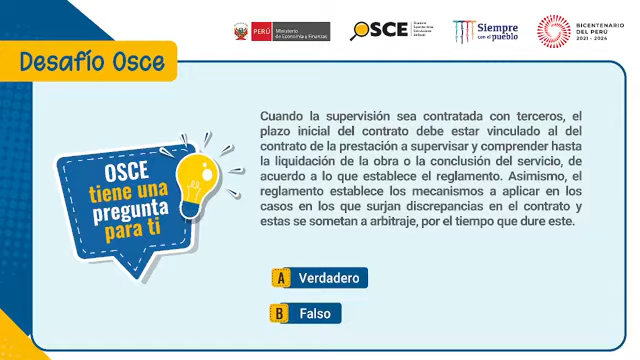 PERÚ
Ministerio
de Economía y Finanzas
OSCE
Siempre
con el pueblo
BICENTENARIO
DEL PERÚ
2021 - 2024
Desafío Osce
Cuando la supervisión sea contratada con terceros, el
plazo inicial del contrato debe estar vinculado al del
contrato de la prestación a supervisar y comprender hasta
la liquidación de la obra o la conclusión del servicio, de
acuerdo a lo que establece el reglamento. Asimismo, el
reglamento establece los mecanismos a aplicar en los
casos en los que surjan discrepancias en el contrato y
estas se sometan a arbitraje, por el tiempo que dure este.
OSCE
tiene una
pregunta
para ti
A Verdadero
B Falso